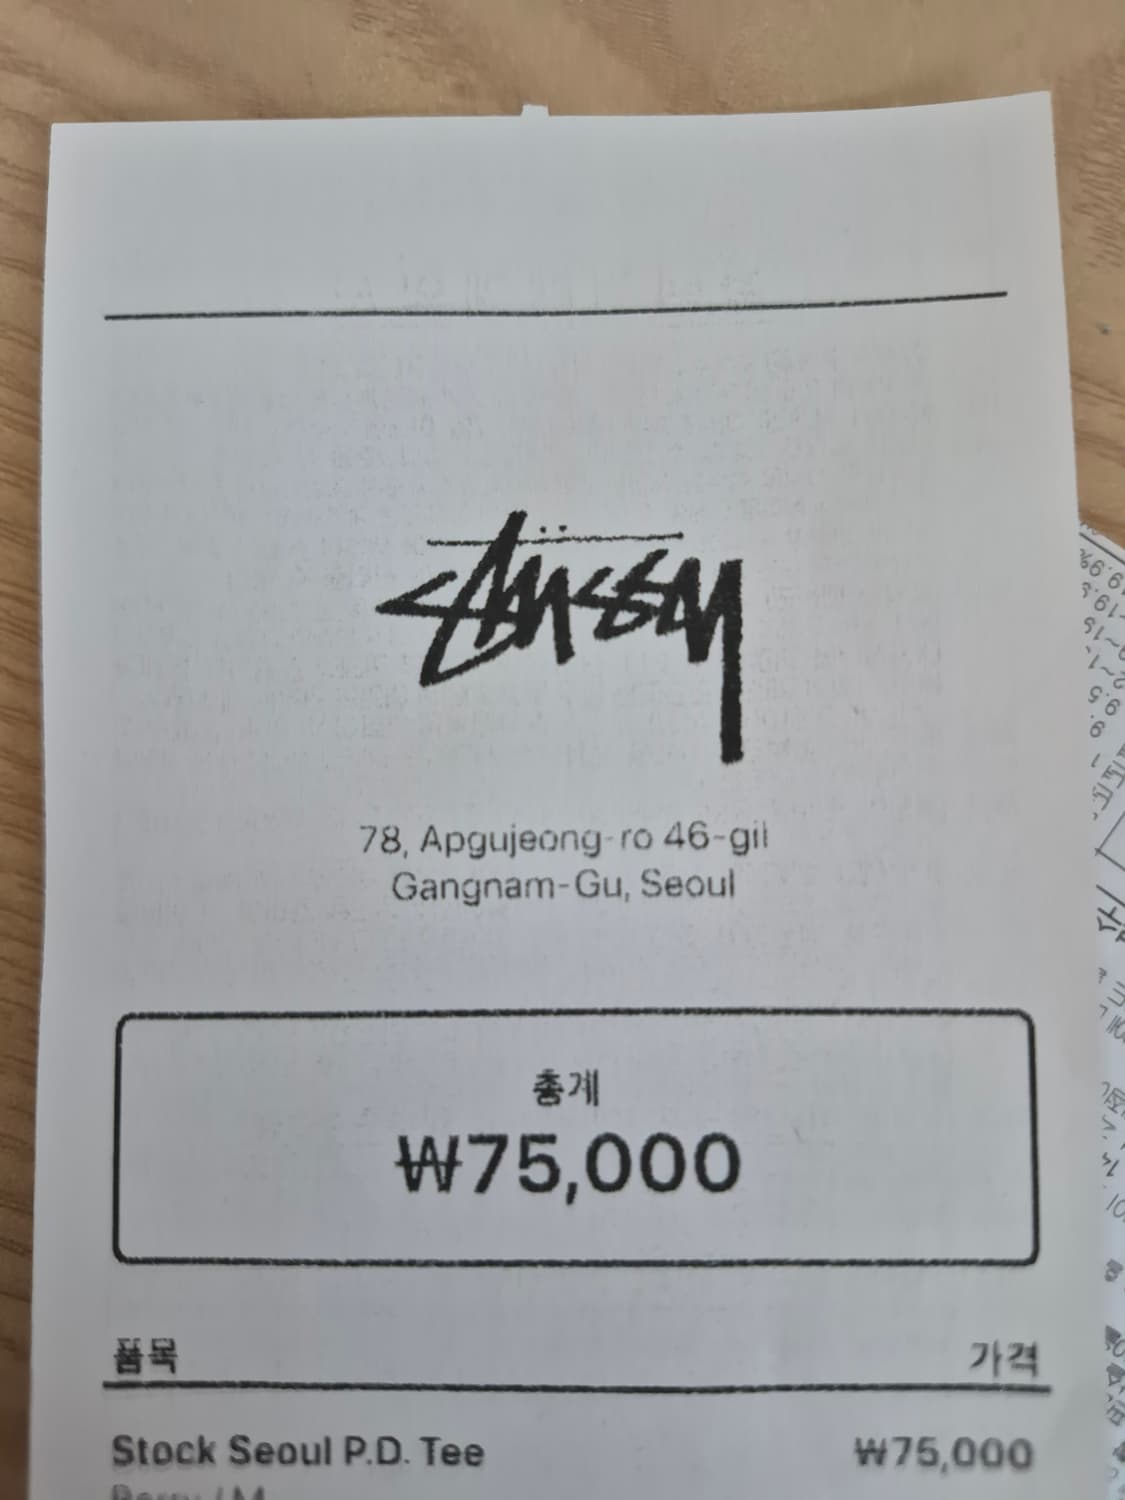 Stüssy
78, Apgujeong-ro 46-gil
Gangnam-Gu, Seoul
총계
₩75,000
품목 가격
Stock Seoul P.D. Tee ₩75,000
Berry / M